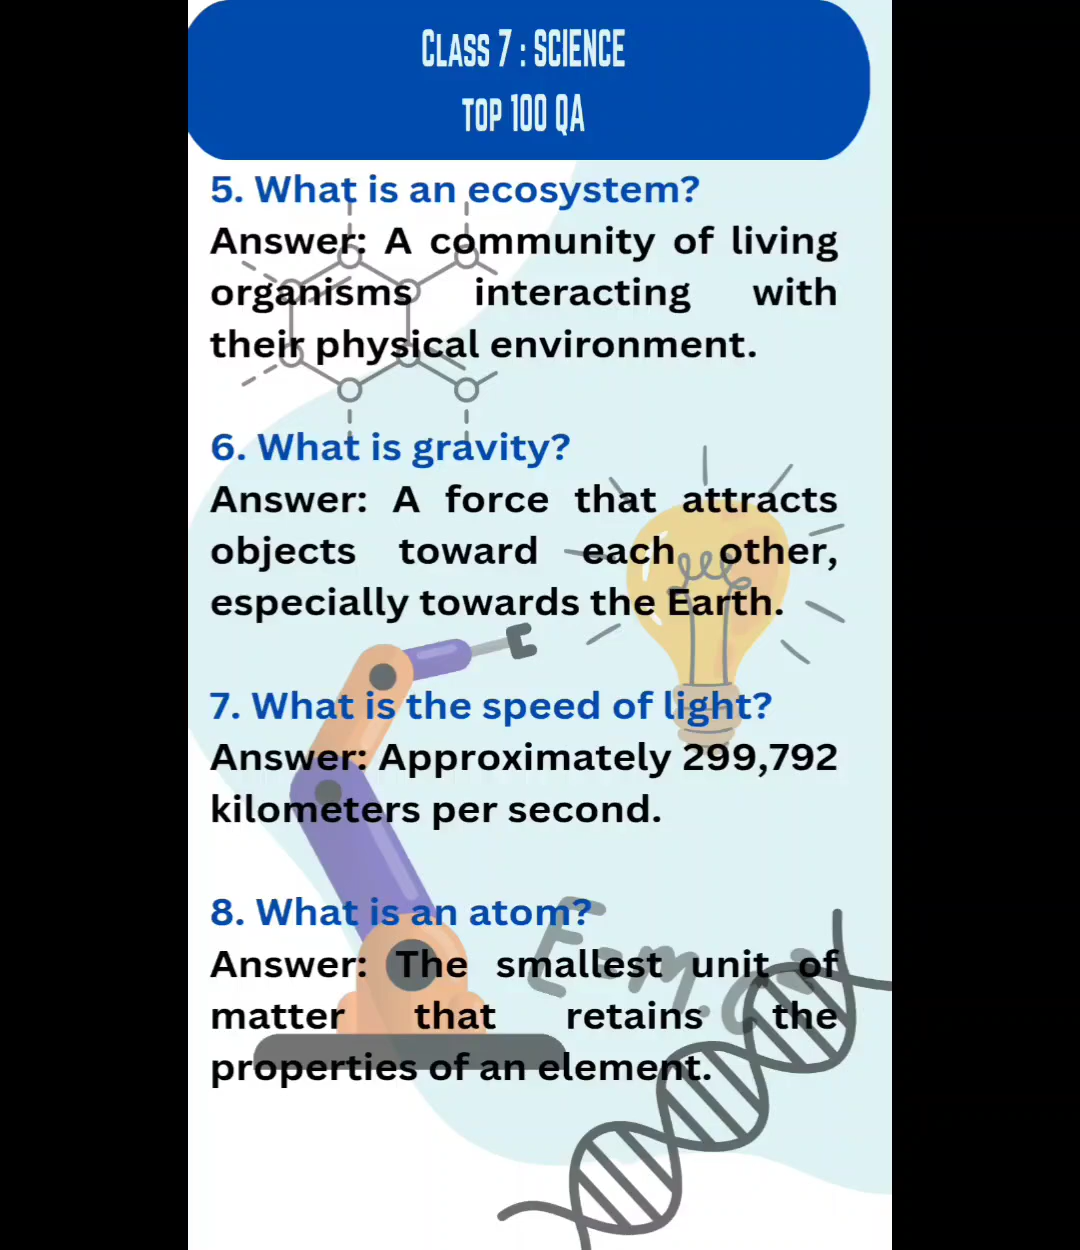 CLASS 7 : SCIENCE
TOP 100 QA
5. What is an ecosystem?
Answer: A community of living
organisms interacting with
their physical environment.
6. What is gravity?
Answer: A force that attracts
objects toward each other,
especially towards the Earth.
7. What is the speed of light?
Answer: Approximately 299,792
kilometers per second.
8. What is an atom?
Answer: The smallest unit of
matter that retains the
properties of an element.